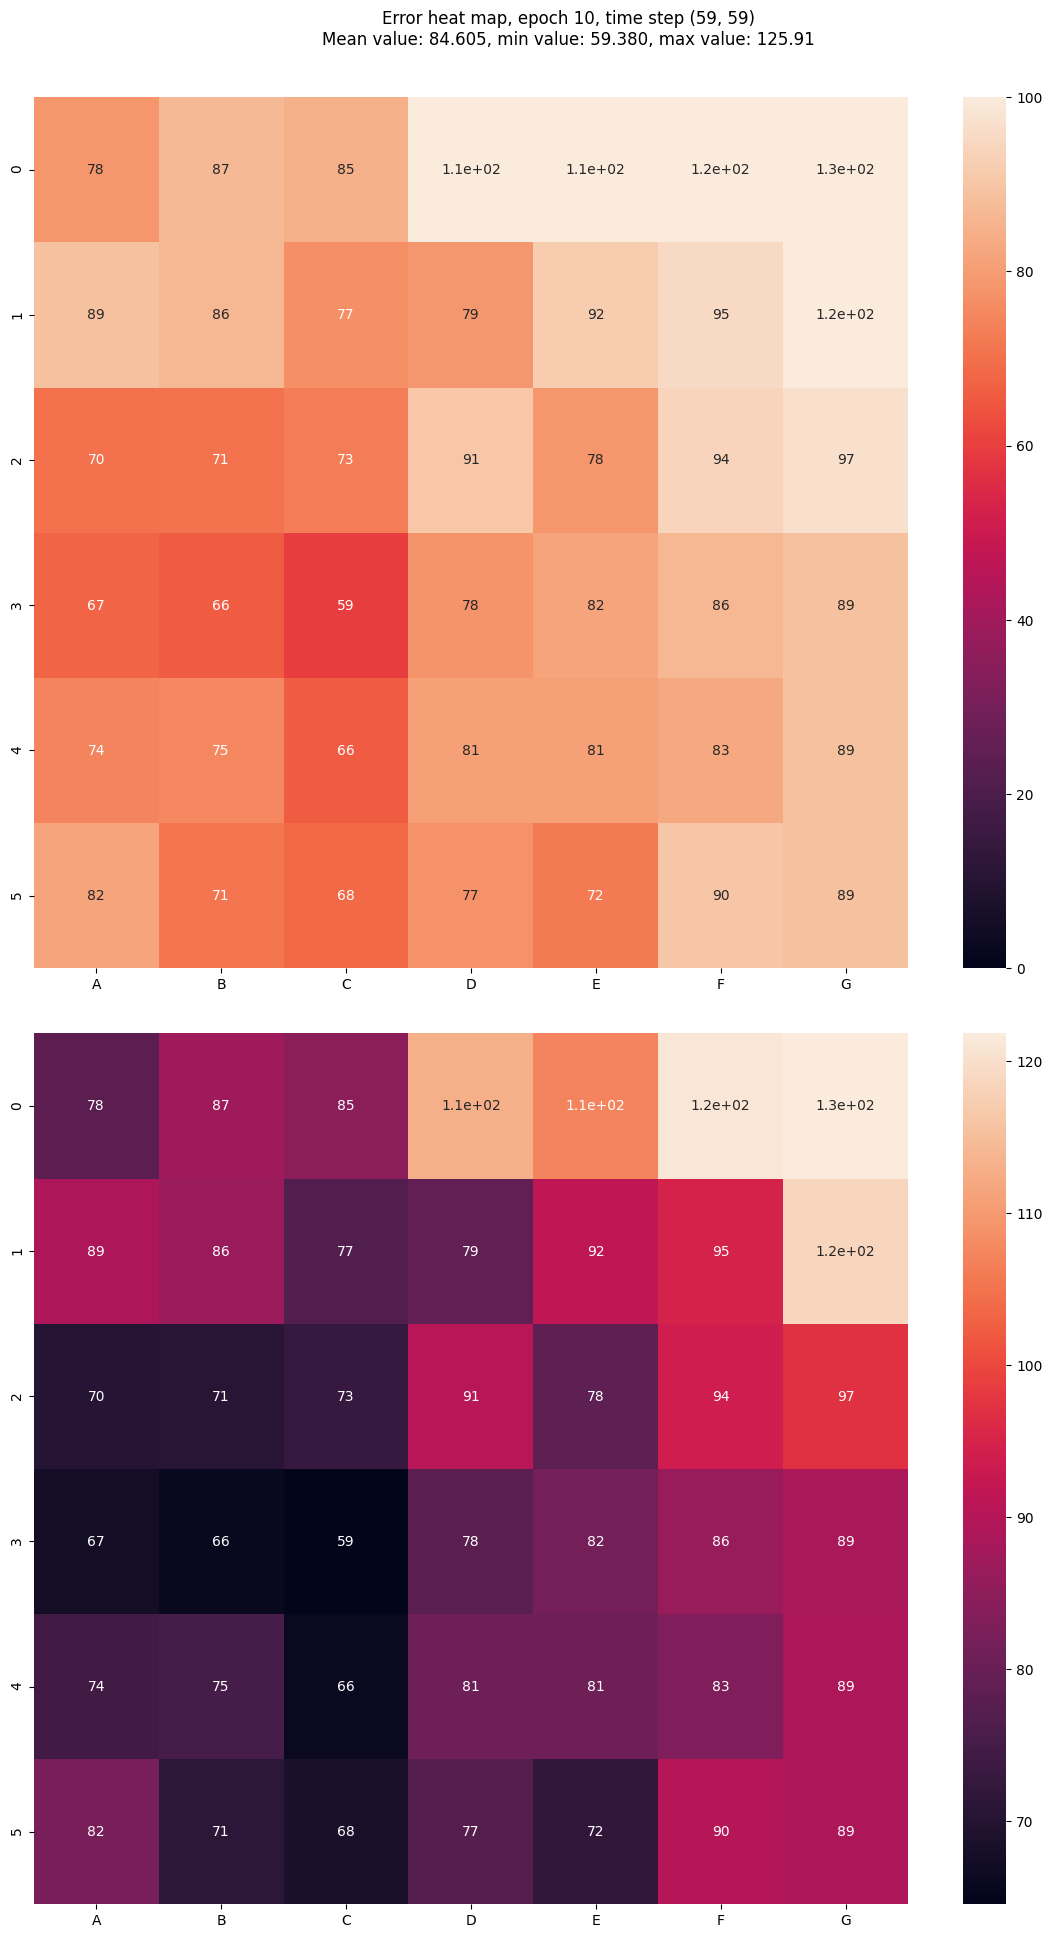 Error heat map, epoch 10, time step (59, 59)
Mean value: 84.605, min value: 59.380, max value: 125.91
100
0 78 87 85 1.1e+02 1.1e+02 1.2e+02 1.3e+02
80
1 89 86 77 79 92 95 1.2e+02
2 70 71 73 91 78 94 97
60
3 67 66 59 78 82 86 89
40
4 74 75 66 81 81 83 89
20
5 82 71 68 77 72 90 89
0
A B C D E F G
120
0 78 87 85 1.1e+02 1.1e+02 1.2e+02 1.3e+02
110
1 89 86 77 79 92 95 1.2e+02
100
2 70 71 73 91 78 94 97
90
3 67 66 59 78 82 86 89
80
4 74 75 66 81 81 83 89
70
5 82 71 68 77 72 90 89
A B C D E F G